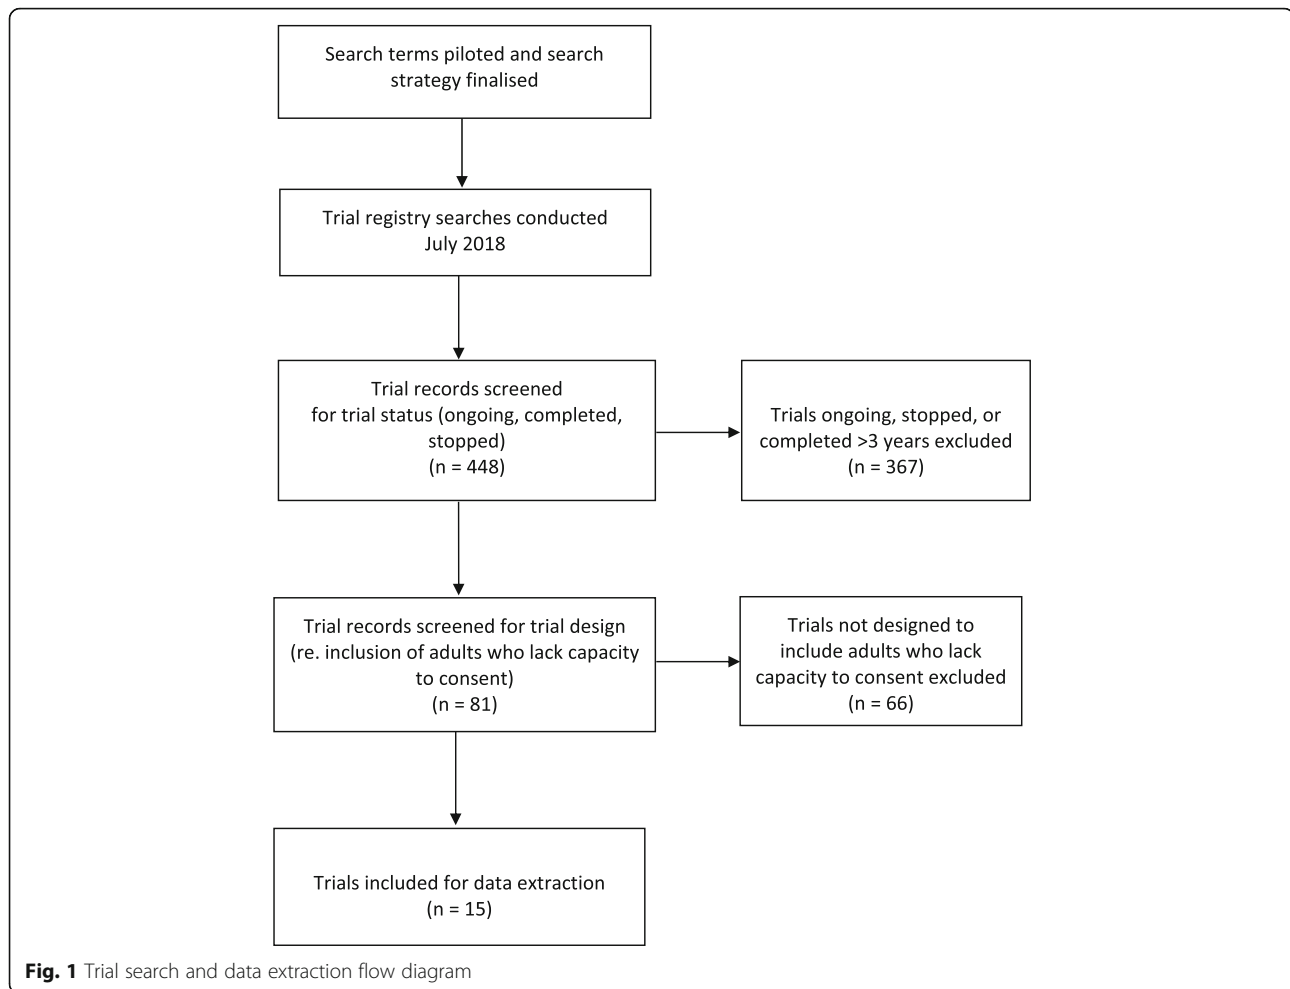 Search terms piloted and search
strategy finalised
Trial registry searches conducted
July 2018
Trial records screened
for trial status (ongoing, completed,
stopped)
(n = 448)
Trials ongoing, stopped, or
completed >3 years excluded
(n = 367)
Trial records screened for trial design
(re. inclusion of adults who lack capacity
to consent)
(n = 81)
Trials not designed to
include adults who lack
capacity to consent excluded
(n = 66)
Trials included for data extraction
(n = 15)
Fig. 1 Trial search and data extraction flow diagram